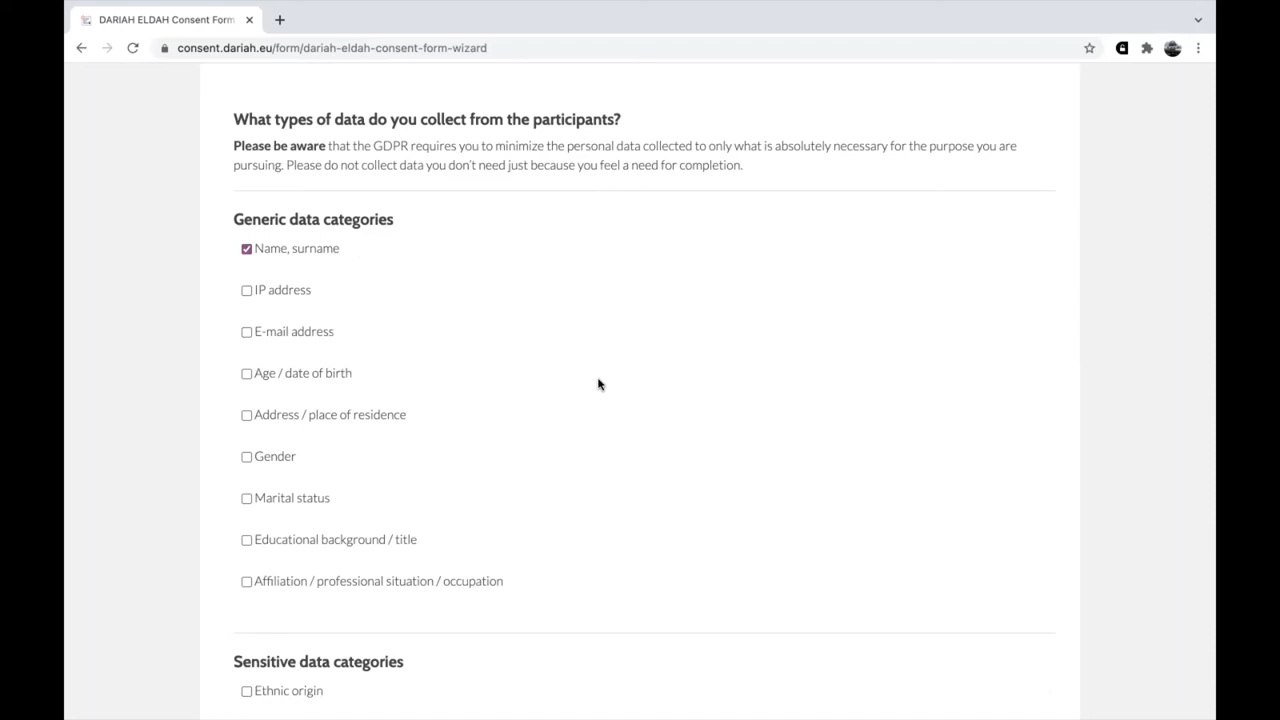 DARIAH ELDAH Consent Form
consent.dariah.eu/form/dariah-eldah-consent-form-wizard
What types of data do you collect from the participants?
Please be aware that the GDPR requires you to minimize the personal data collected to only what is absolutely necessary for the purpose you are
pursuing. Please do not collect data you don't need just because you feel a need for completion.
Generic data categories
Name, surname
IP address
E-mail address
Age / date of birth
Address / place of residence
Gender
Marital status
Educational background / title
Affiliation / professional situation / occupation
Sensitive data categories
Ethnic origin